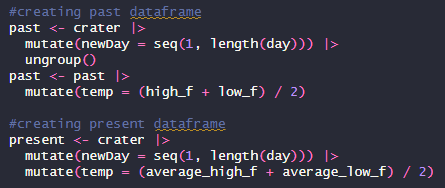 #creating past dataframe
past <- crater |>
  mutate(newDay = seq(1, length(day))) |>
  ungroup()
past <- past |>
  mutate(temp = (high_f + low_f) / 2)

#creating present dataframe
present <- crater |>
  mutate(newDay = seq(1, length(day))) |>
  mutate(temp = (average_high_f + average_low_f) / 2)